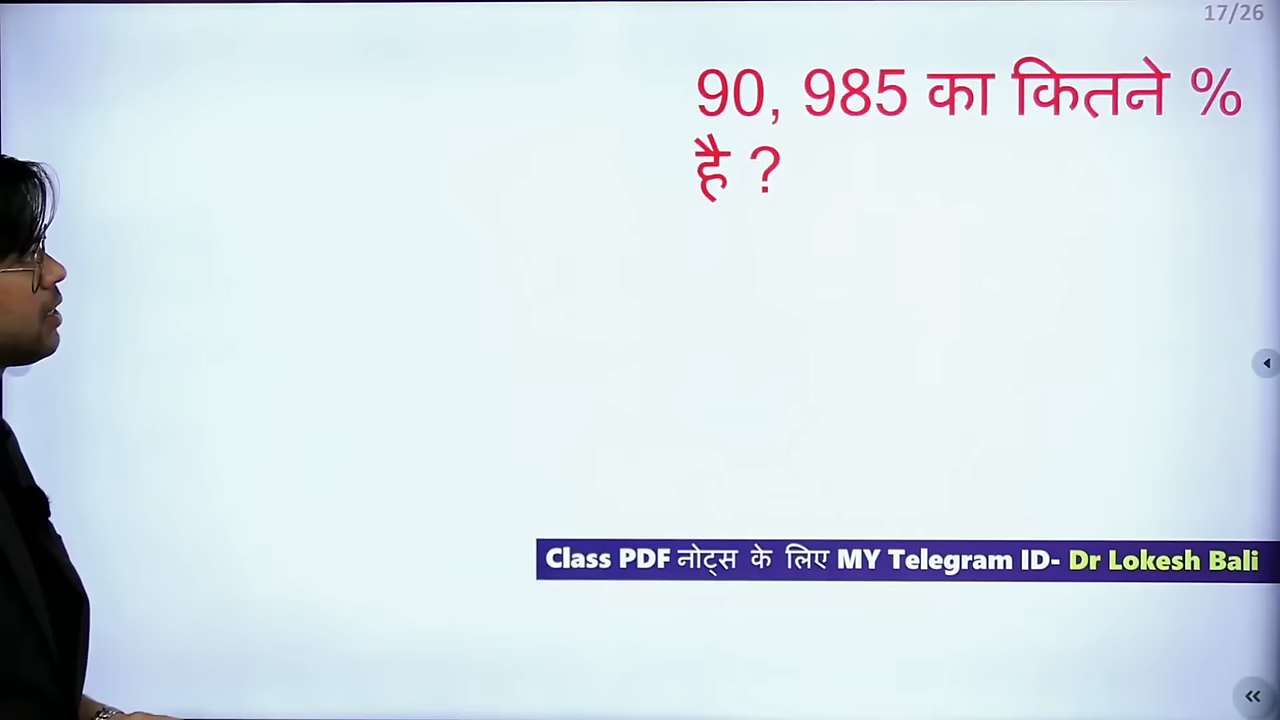 17/26
90, 985 का कितने %
है ?
Class PDF नोट्स के लिए MY Telegram ID- Dr Lokesh Bali